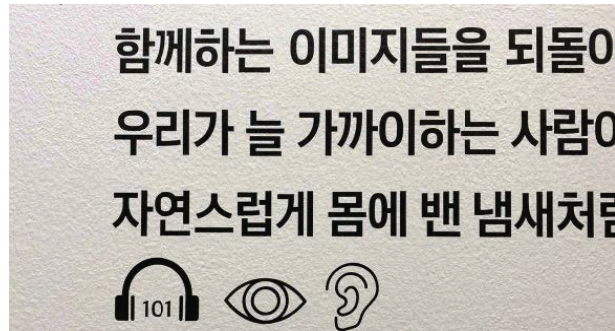 함께하는 이미지들을 되돌
우리가 늘 가까이하는 사람
자연스럽게 몸에 밴 냄새처
101